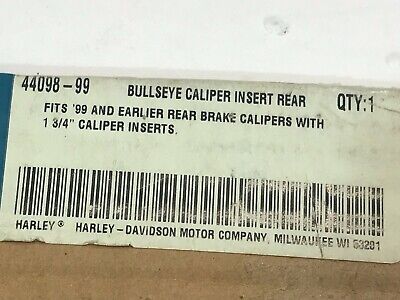 44098-99 BULLSEYE CALIPER INSERT REAR QTY:1
FITS '99 AND EARLIER REAR BRAKE CALIPERS WITH
1 3/4" CALIPER INSERTS.
HARLEY® HARLEY-DAVIDSON MOTOR COMPANY, MILWAUKEE WI 53201